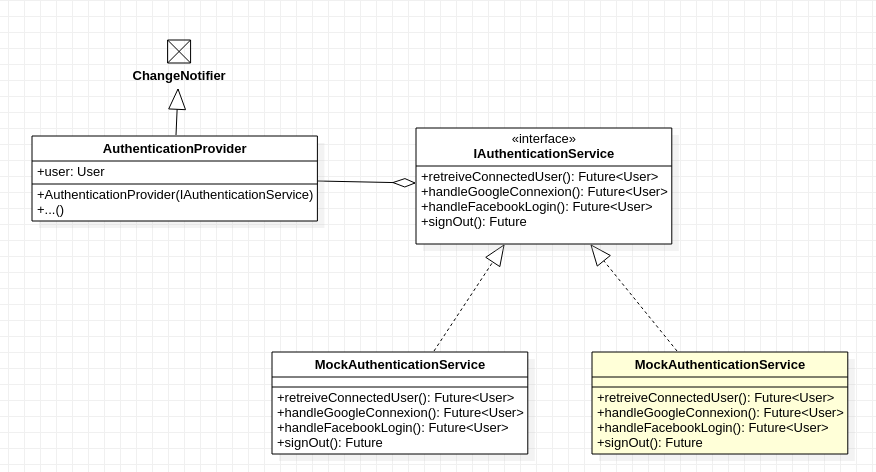 ChangeNotifier
AuthenticationProvider
+user: User
+AuthenticationProvider(IAuthenticationService)
+...()
«interface»
IAuthenticationService
+retreiveConnectedUser(): Future<User>
+handleGoogleConnexion(): Future<User>
+handleFacebookLogin(): Future<User>
+signOut(): Future
MockAuthenticationService
+retreiveConnectedUser(): Future<User>
+handleGoogleConnexion(): Future<User>
+handleFacebookLogin(): Future<User>
+signOut(): Future
MockAuthenticationService
+retreiveConnectedUser(): Future<User>
+handleGoogleConnexion(): Future<User>
+handleFacebookLogin(): Future<User>
+signOut(): Future